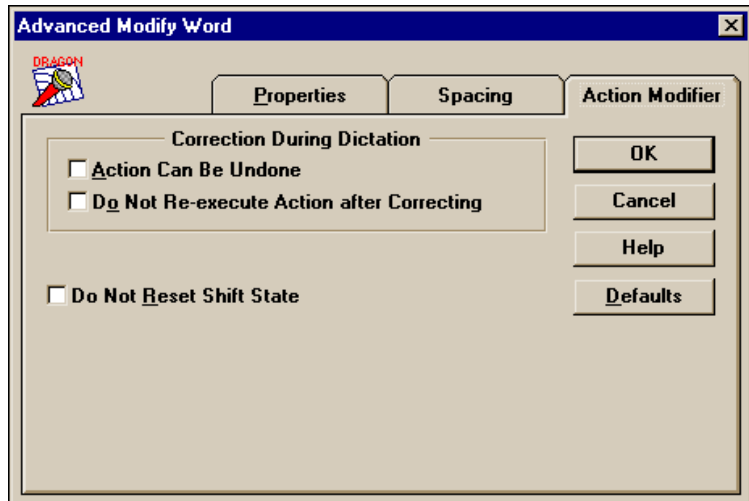 Advanced Modify Word
DRAGON
Properties Spacing Action Modifier
Correction During Dictation
Action Can Be Undone
Do Not Re-execute Action after Correcting
Do Not Reset Shift State
OK
Cancel
Help
Defaults